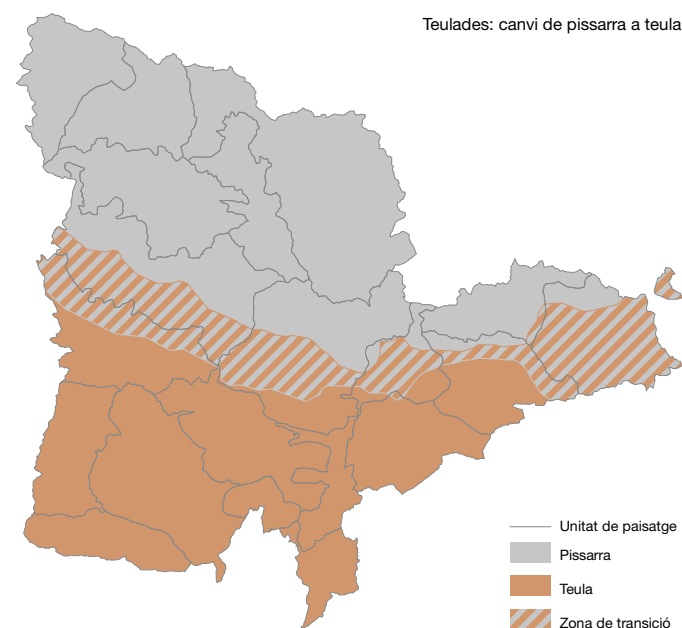 Teulades: canvi de pissarra a teula
Unitat de paisatge
Pissarra
Teula
Zona de transició